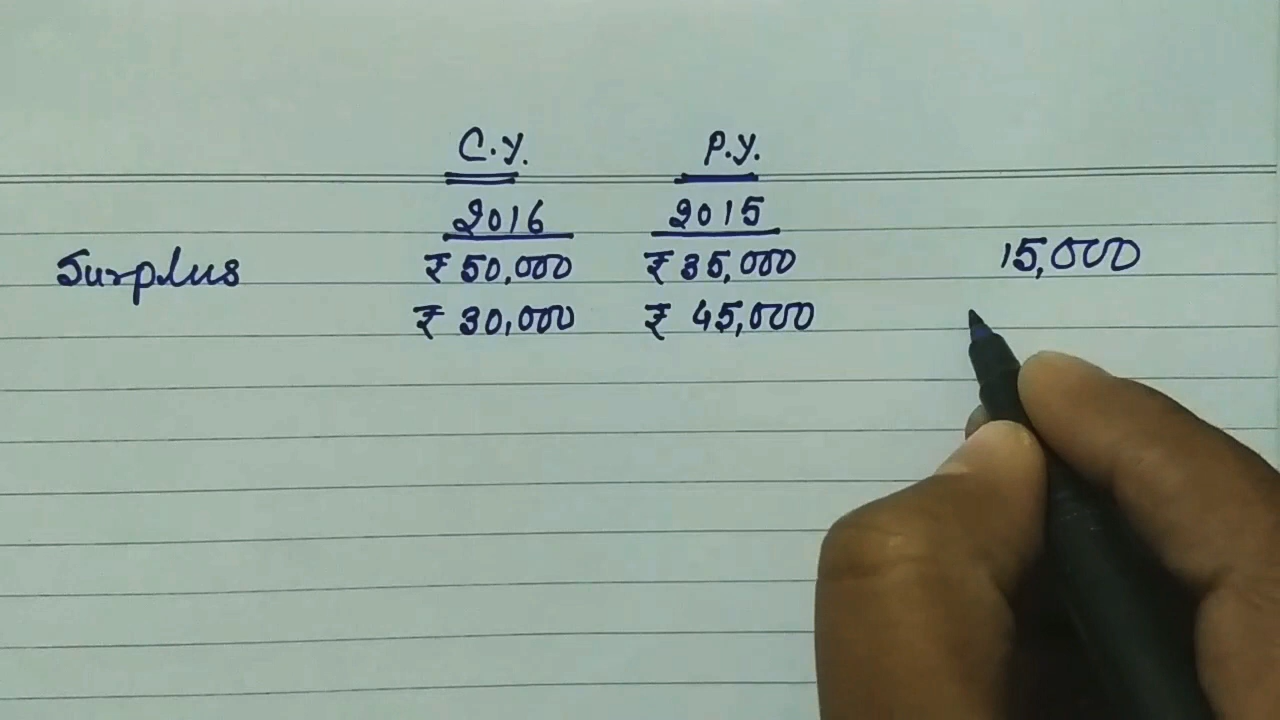 C.Y. P.Y.
2016 2015
Surplus ₹ 50,000 ₹ 35,000 15,000
₹ 30,000 ₹ 45,000